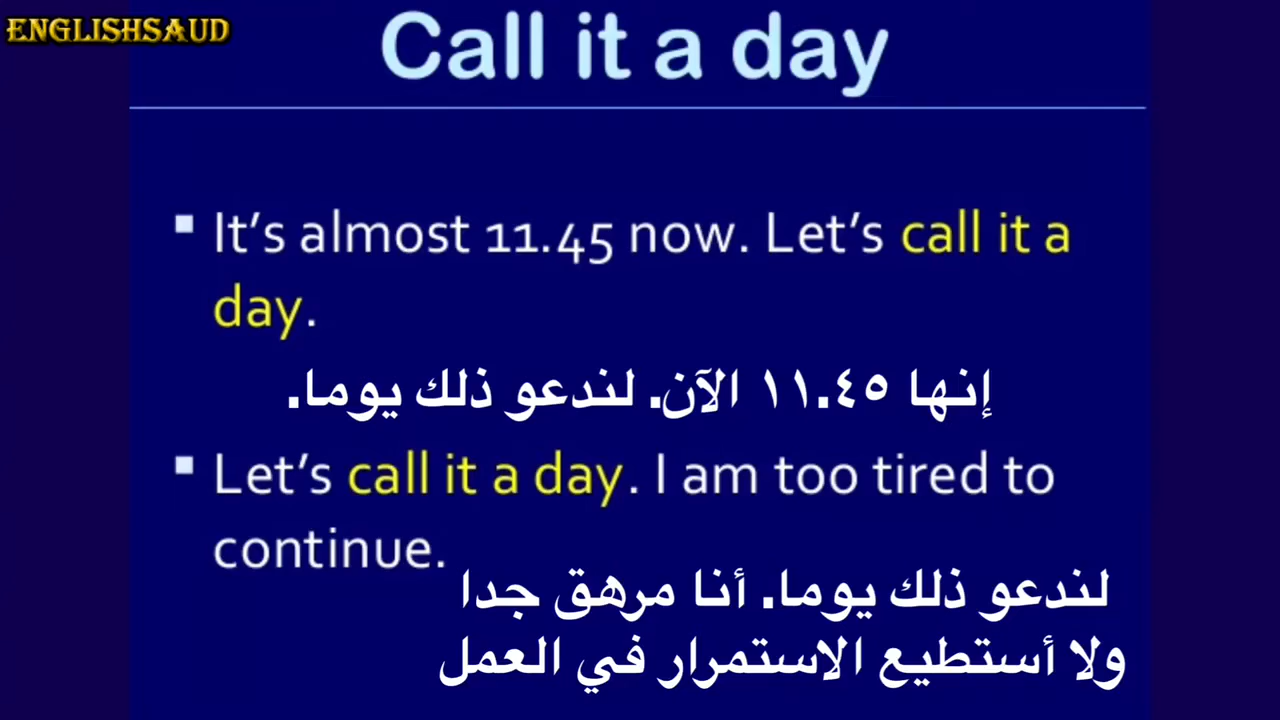 ENGLISHSAUD
Call it a day
▪ It's almost 11.45 now. Let's call it a
day.
إنها ١١.٤٥ الآن. لندعو ذلك يوما.
▪ Let's call it a day. I am too tired to
continue.
لندعو ذلك يوما. أنا مرهق جدا
ولا أستطيع الاستمرار في العمل